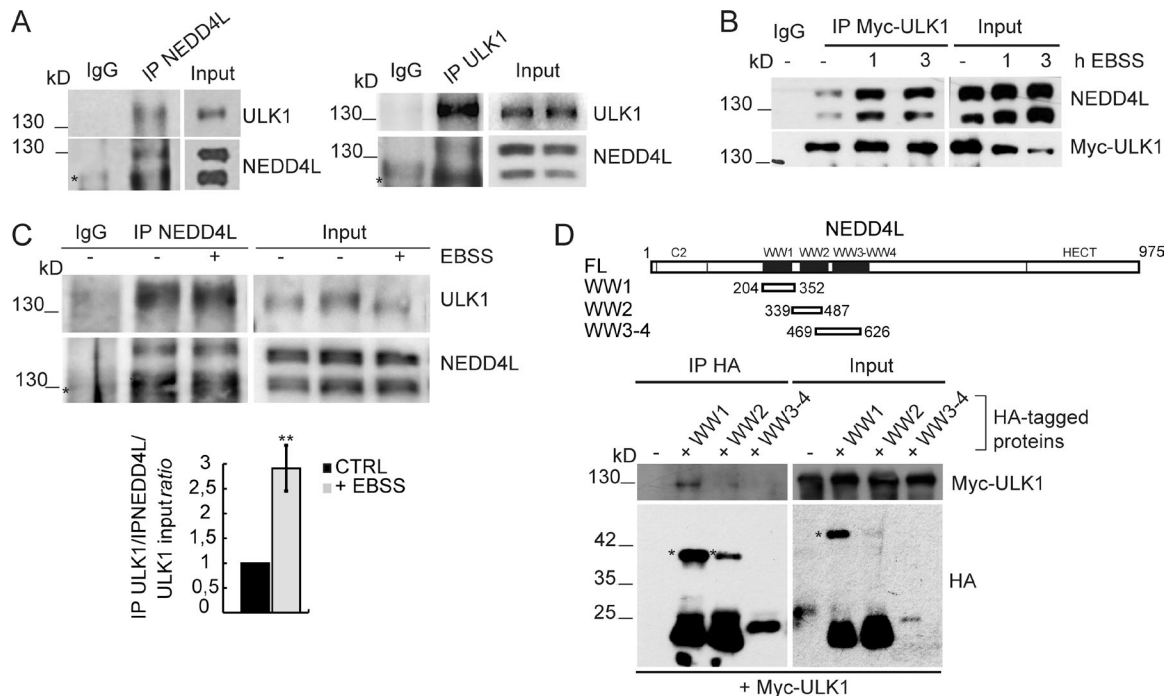 A
kD
IgG
IP NEDD4L
Input
130
ULK1
130
NEDD4L
*
kD
IgG
IP ULK1
Input
130
ULK1
130
NEDD4L
*
B
IgG
IP Myc-ULK1
Input
kD - - 1 3 - 1 3 h EBSS
130
NEDD4L
130
Myc-ULK1
C
IgG
IP NEDD4L
Input
- - + - - + EBSS
kD
130
ULK1
130
NEDD4L
*
IP ULK1/IPNEDD4L/
ULK1 input ratio
3
2,5
2
1,5
1
0,5
0
**
CTRL
+ EBSS
D
NEDD4L
1
C2
WW1
WW2
WW3-WW4
HECT
975
FL
WW1
204
352
WW2
339
487
WW3-4
469
626
IP HA
Input
WW1
WW2
WW3-4
WW1
WW2
WW3-4
HA-tagged
proteins
kD
- + + + - + + +
130
Myc-ULK1
42
35
25
* *
*
HA
+ Myc-ULK1